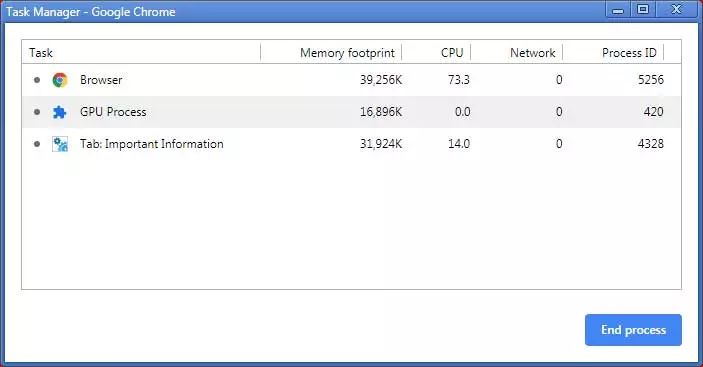 Task Manager - Google Chrome
Task Memory footprint CPU Network Process ID
Browser 39,256K 73.3 0 5256
GPU Process 16,896K 0.0 0 420
Tab: Important Information 31,924K 14.0 0 4328
End process